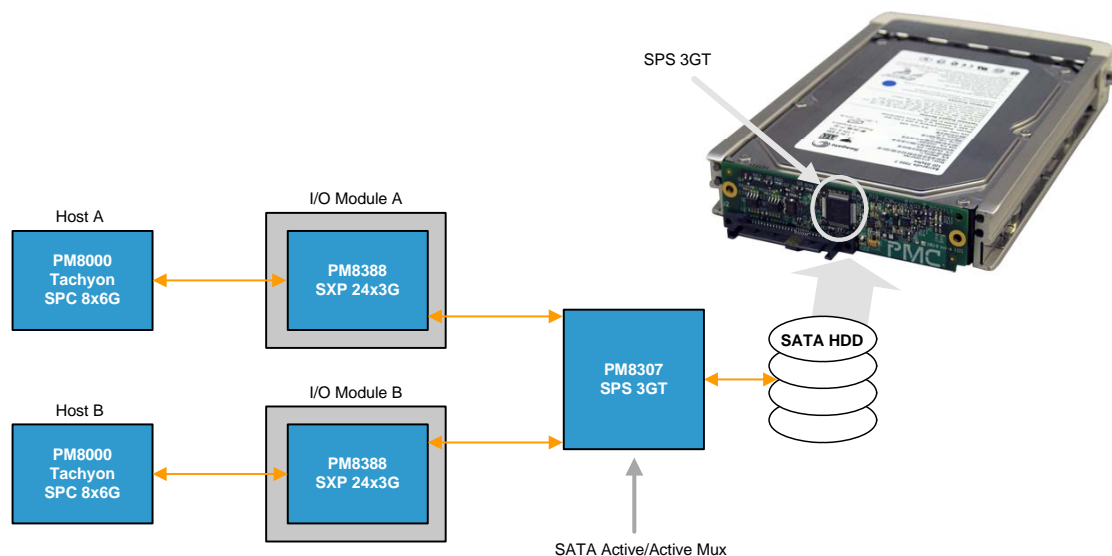 SPS 3GT
Host A
I/O Module A
PM8000
Tachyon
SPC 8x6G
PM8388
SXP 24x3G
PM8307
SPS 3GT
SATA HDD
PMC
Host B
I/O Module B
PM8000
Tachyon
SPC 8x6G
PM8388
SXP 24x3G
SATA Active/Active Mux